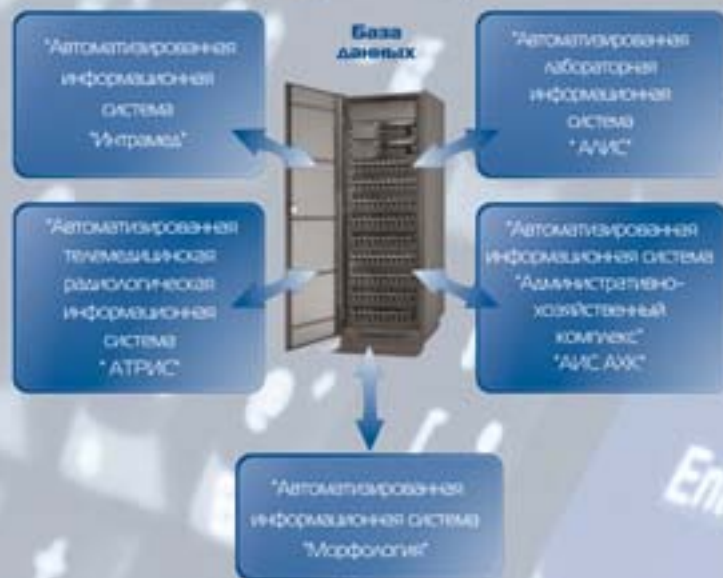 База
данных
"Автоматизированная
информационная
система
"Интрамед"
"Автоматизированная
лабораторная
информационная
система
"АЛИС"
"Автоматизированная
телемедицинская
радиологическая
информационная
система
"АТРИС"
"Автоматизированная
информационная система
"Административно-
хозяйственный
комплекс"
"АИС АХК"
"Автоматизированная
информационная система
"Морфология"